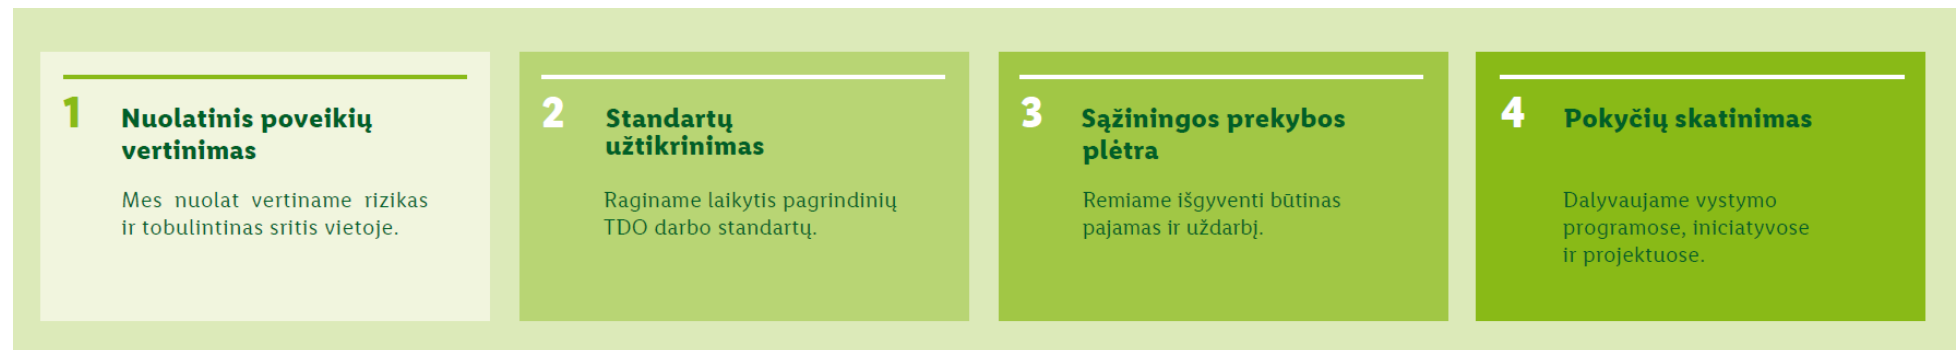 1
Nuolatinis poveikių
vertinimas
Mes nuolat vertiname rizikas
ir tobulintinas sritis vietoje.
2
Standartų
užtikrinimas
Raginame laikytis pagrindinių
TDO darbo standartų.
3
Sąžiningos prekybos
plėtra
Remiame išgyventi būtinas
pajamas ir uždarbį.
4
Pokyčių skatinimas
Dalyvaujame vystymo
programose, iniciatyvose
ir projektuose.